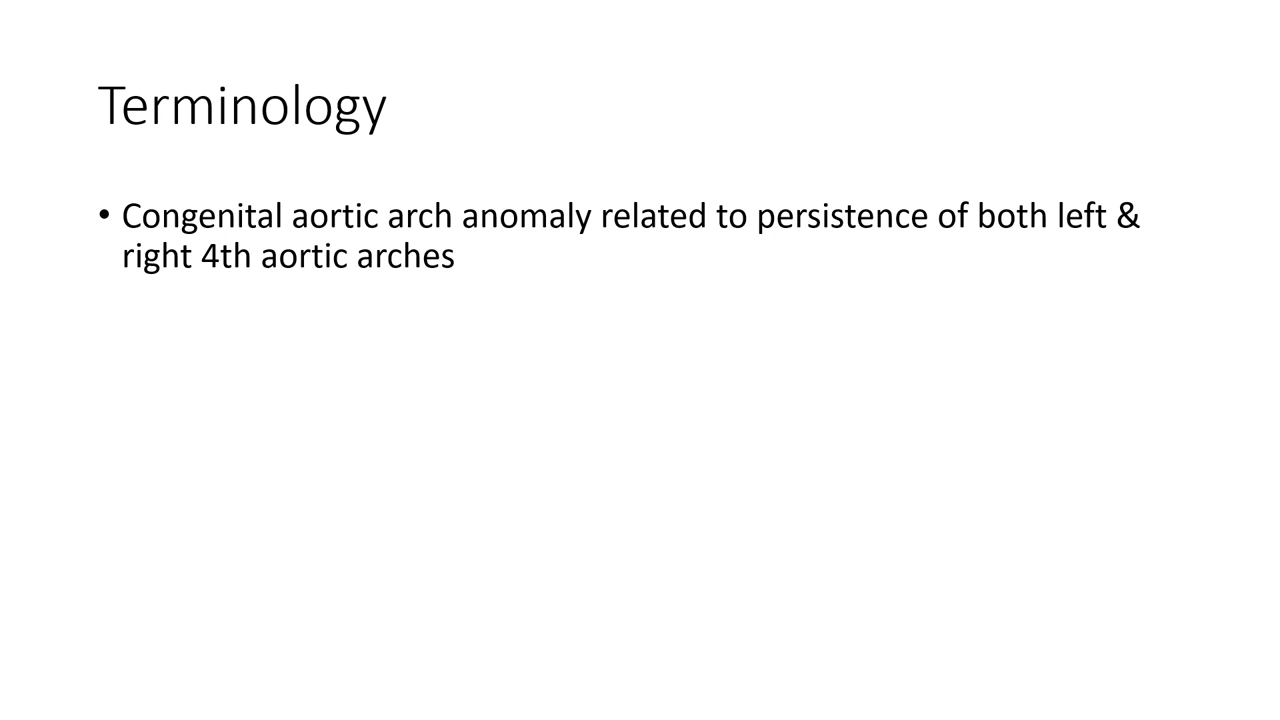 Terminology
• Congenital aortic arch anomaly related to persistence of both left &
right 4th aortic arches